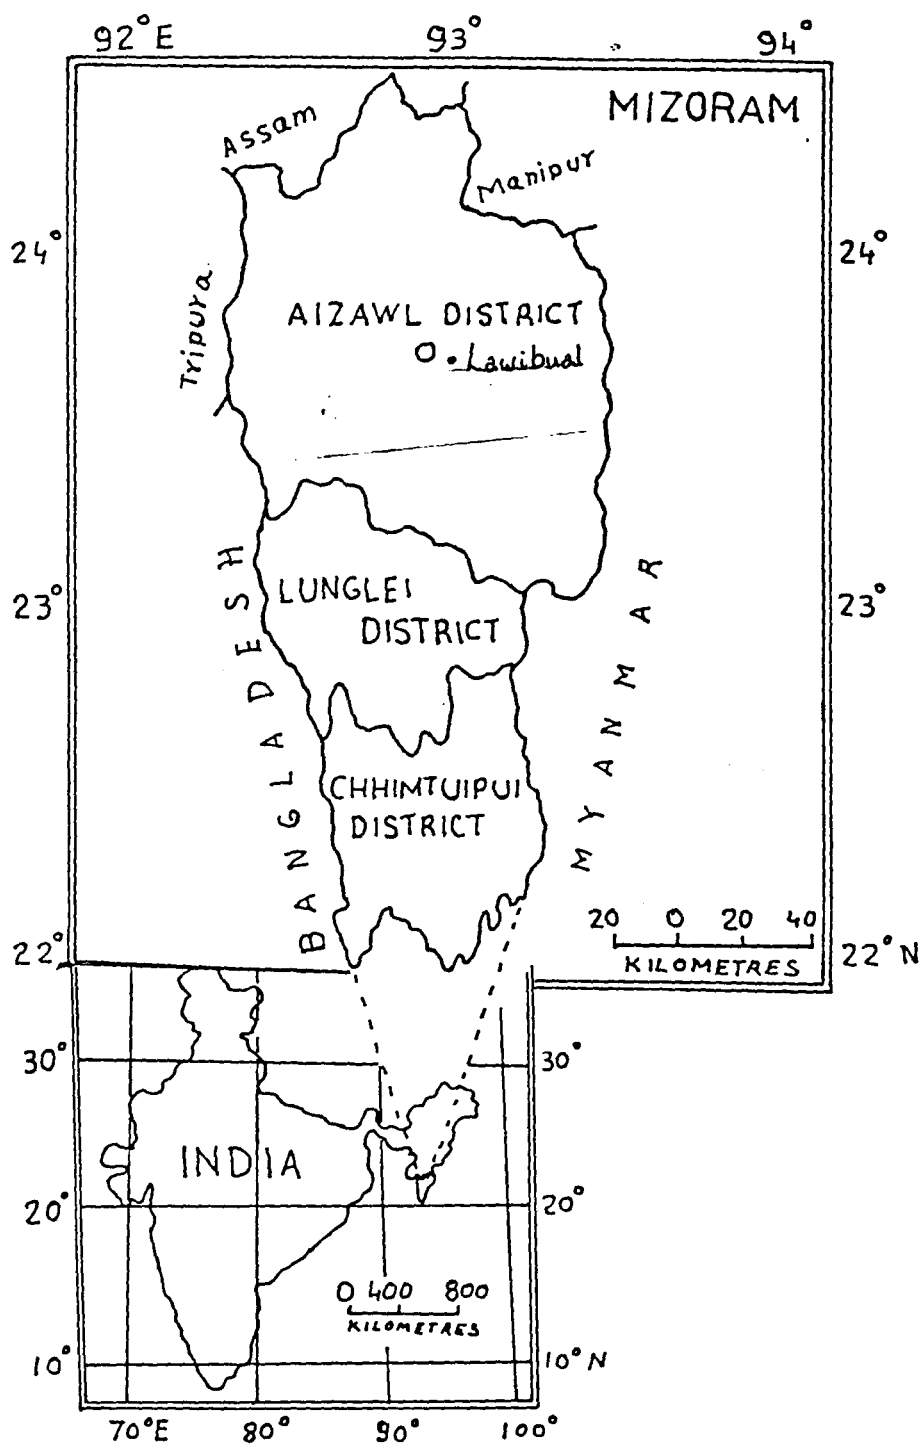 92°E 93° 94°
MIZORAM
Assam
Manipur
24° 24°
Tripura
AIZAWL DISTRICT
Lawibual
23° 23°
LUNGLEI
DISTRICT
BANGLADESH
MYANMAR
CHHIMTUIPUI
DISTRICT
20 0 20 40
KILOMETRES
22° 22°N
30° 30°
INDIA
20° 20°
0 400 800
KILOMETRES
10° 10°N
70°E 80° 90° 100°